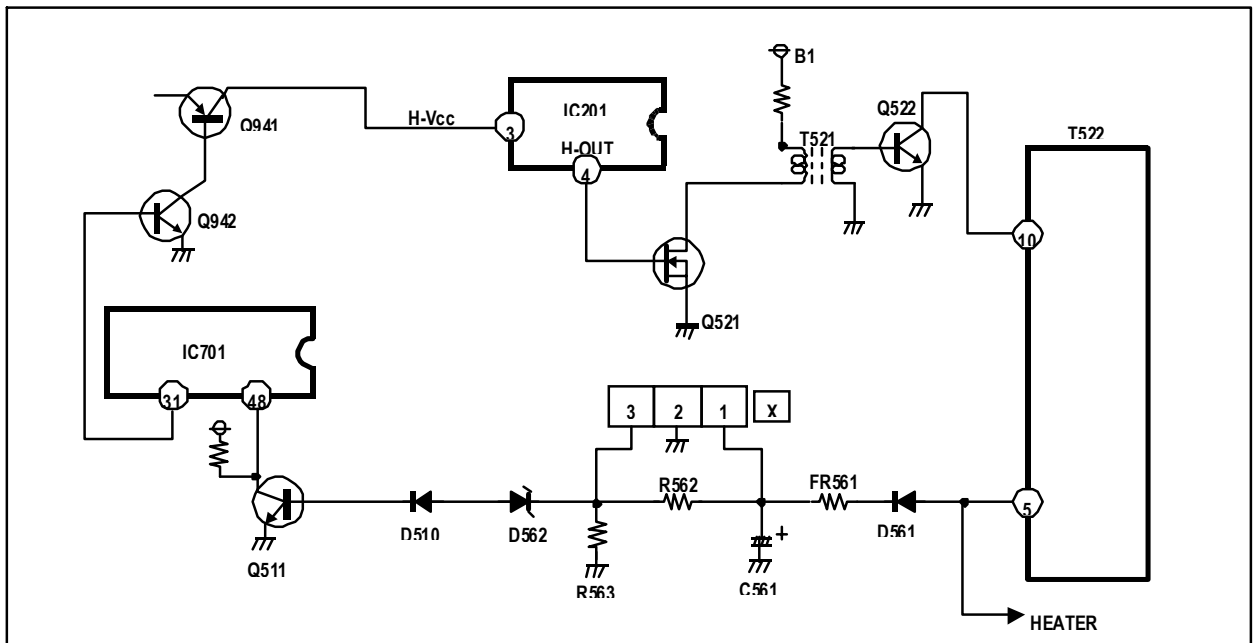 B1
Q941
H-Vcc
3
IC201
H-OUT
4
T521
Q522
T522
10
Q942
Q521
IC701
31
48
3
2
1
X
R562
FR561
5
D510
D562
D561
+
Q511
R563
C561
HEATER